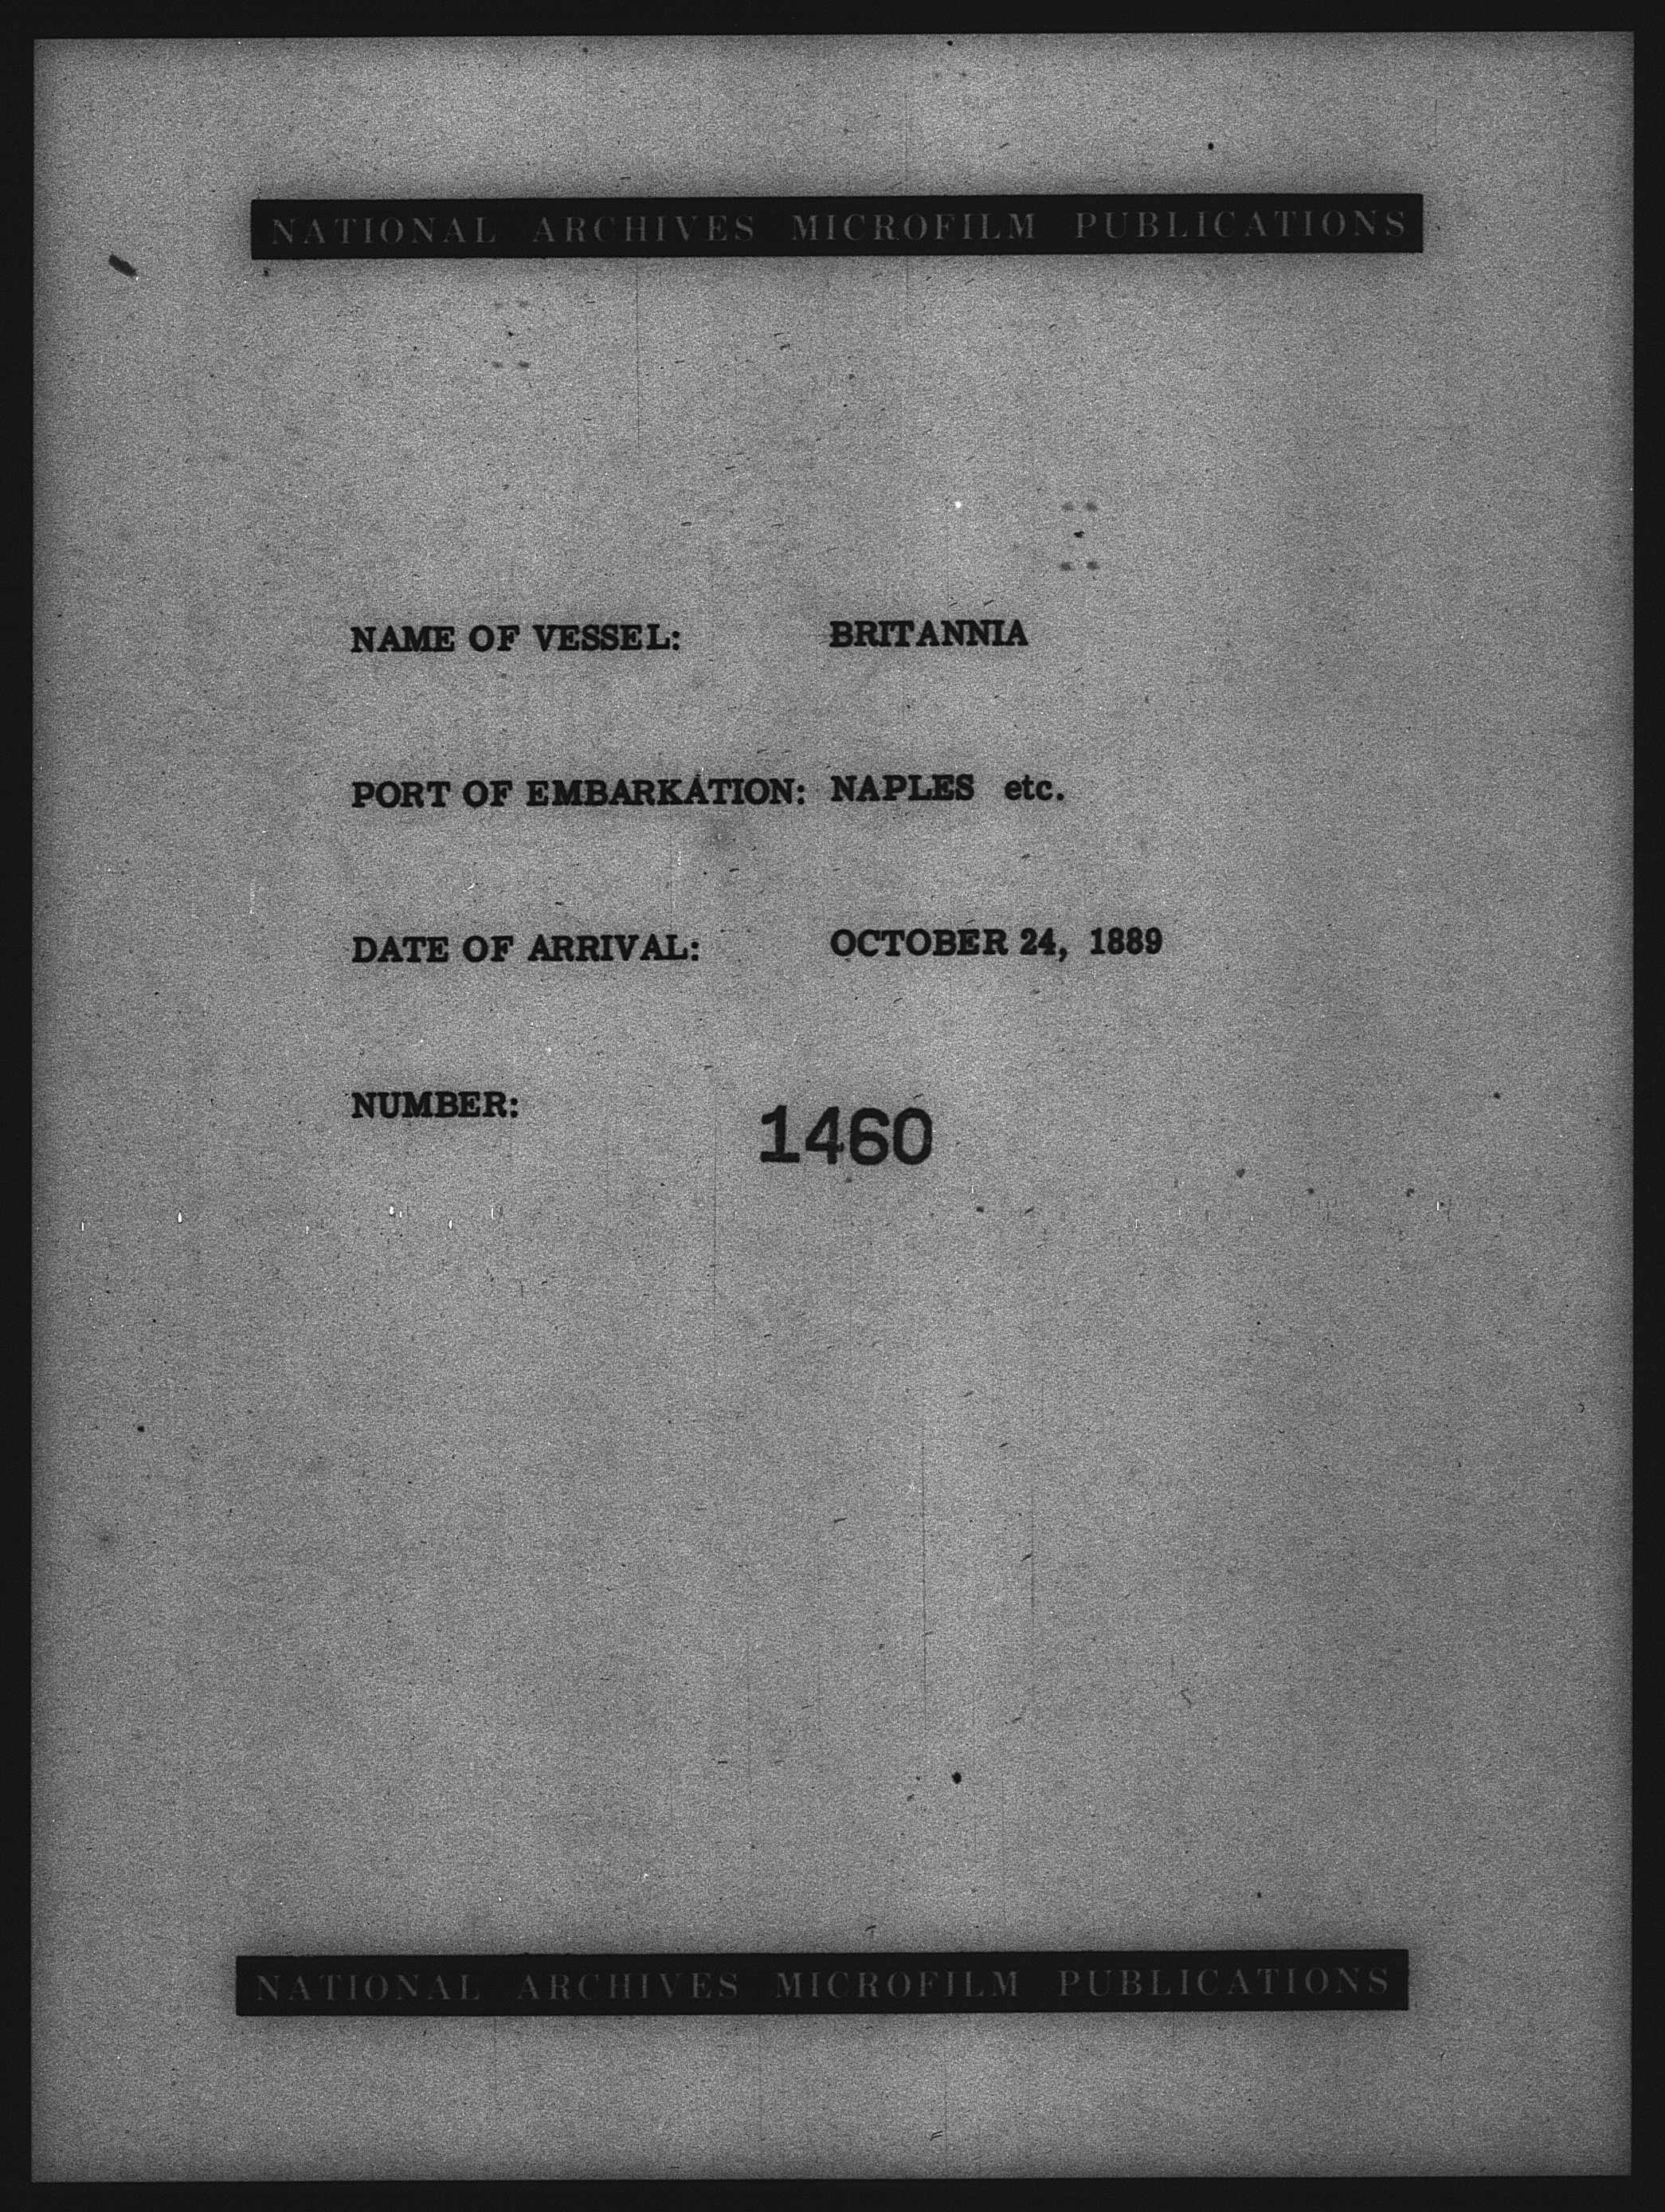 NATIONAL ARCHIVES MICROFILM PUBLICATIONS
NAME OF VESSEL: BRITANNIA
PORT OF EMBARKATION: NAPLES etc.
DATE OF ARRIVAL: OCTOBER 24, 1889
NUMBER: 1460
NATIONAL ARCHIVES MICROFILM PUBLICATIONS